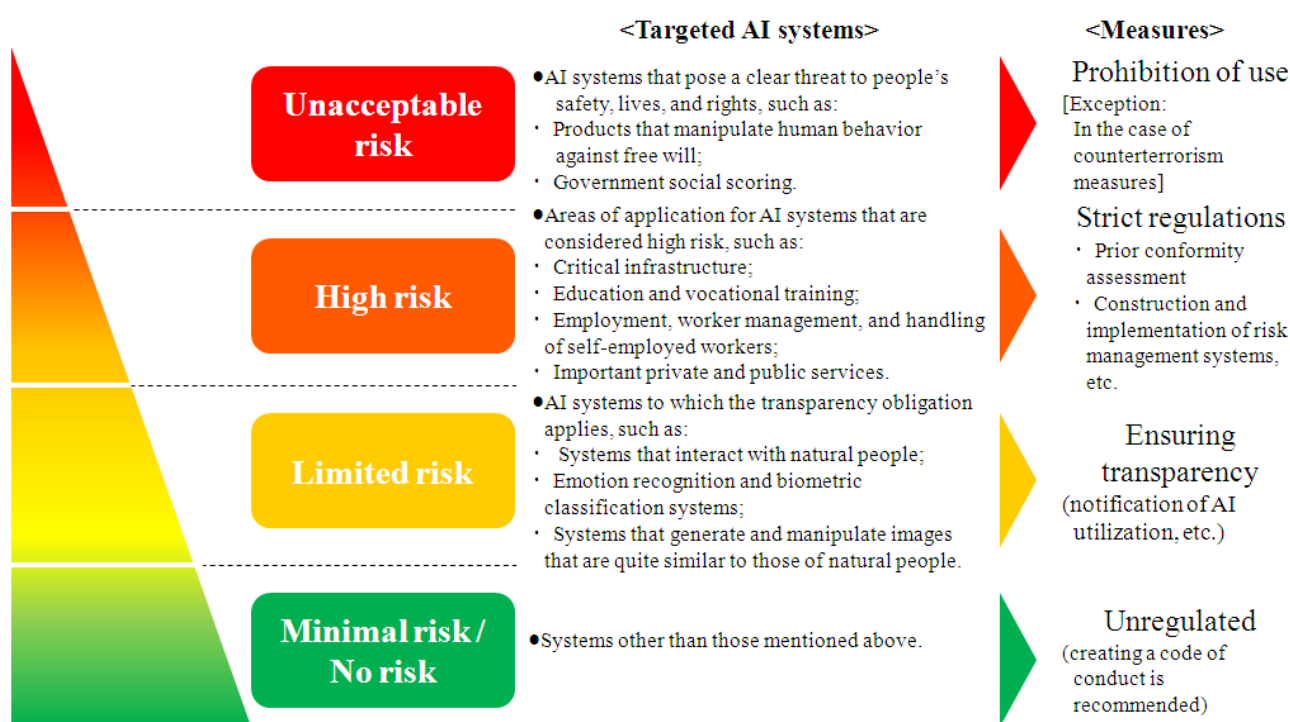 <Targeted AI systems>
<Measures>
Unacceptable
risk
●AI systems that pose a clear threat to people’s
safety, lives, and rights, such as:
・ Products that manipulate human behavior
against free will;
・ Government social scoring.
Prohibition of use
[Exception:
In the case of
counterterrorism
measures]
High risk
●Areas of application for AI systems that are
considered high risk, such as:
・ Critical infrastructure;
・ Education and vocational training;
・ Employment, worker management, and handling
of self-employed workers;
・ Important private and public services.
Strict regulations
・ Prior conformity
assessment
・ Construction and
implementation of risk
management systems,
etc.
Limited risk
●AI systems to which the transparency obligation
applies, such as:
・ Systems that interact with natural people;
・ Emotion recognition and biometric
classification systems;
・ Systems that generate and manipulate images
that are quite similar to those of natural people.
Ensuring
transparency
(notification of AI
utilization, etc.)
Minimal risk /
No risk
●Systems other than those mentioned above.
Unregulated
(creating a code of
conduct is
recommended)